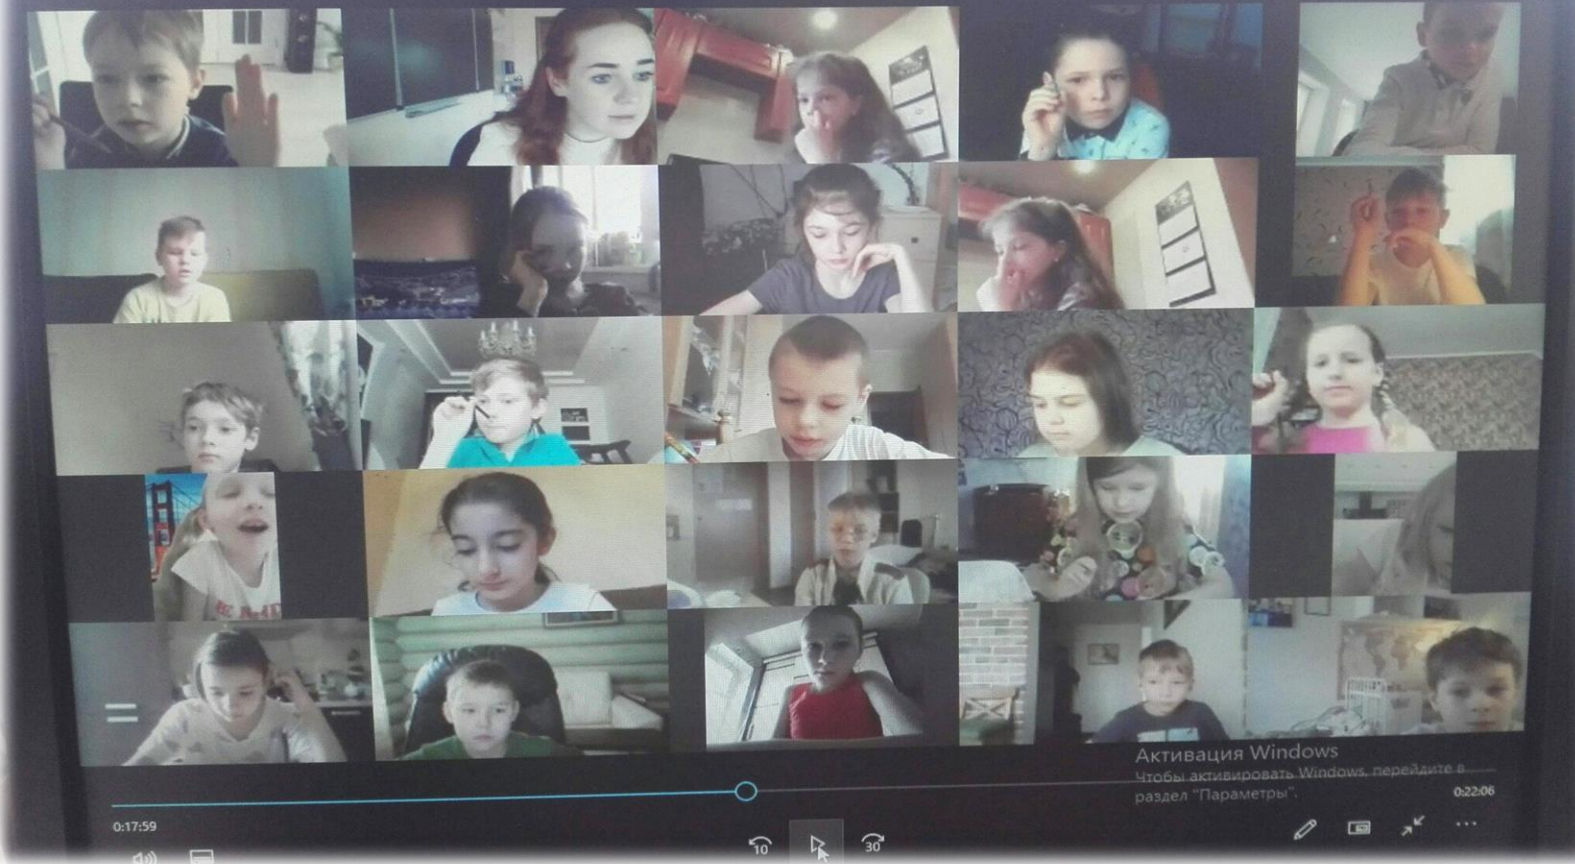 Активация Windows
Чтобы активировать Windows, перейдите в
раздел "Параметры".
0:22:06
0:17:59
10
30